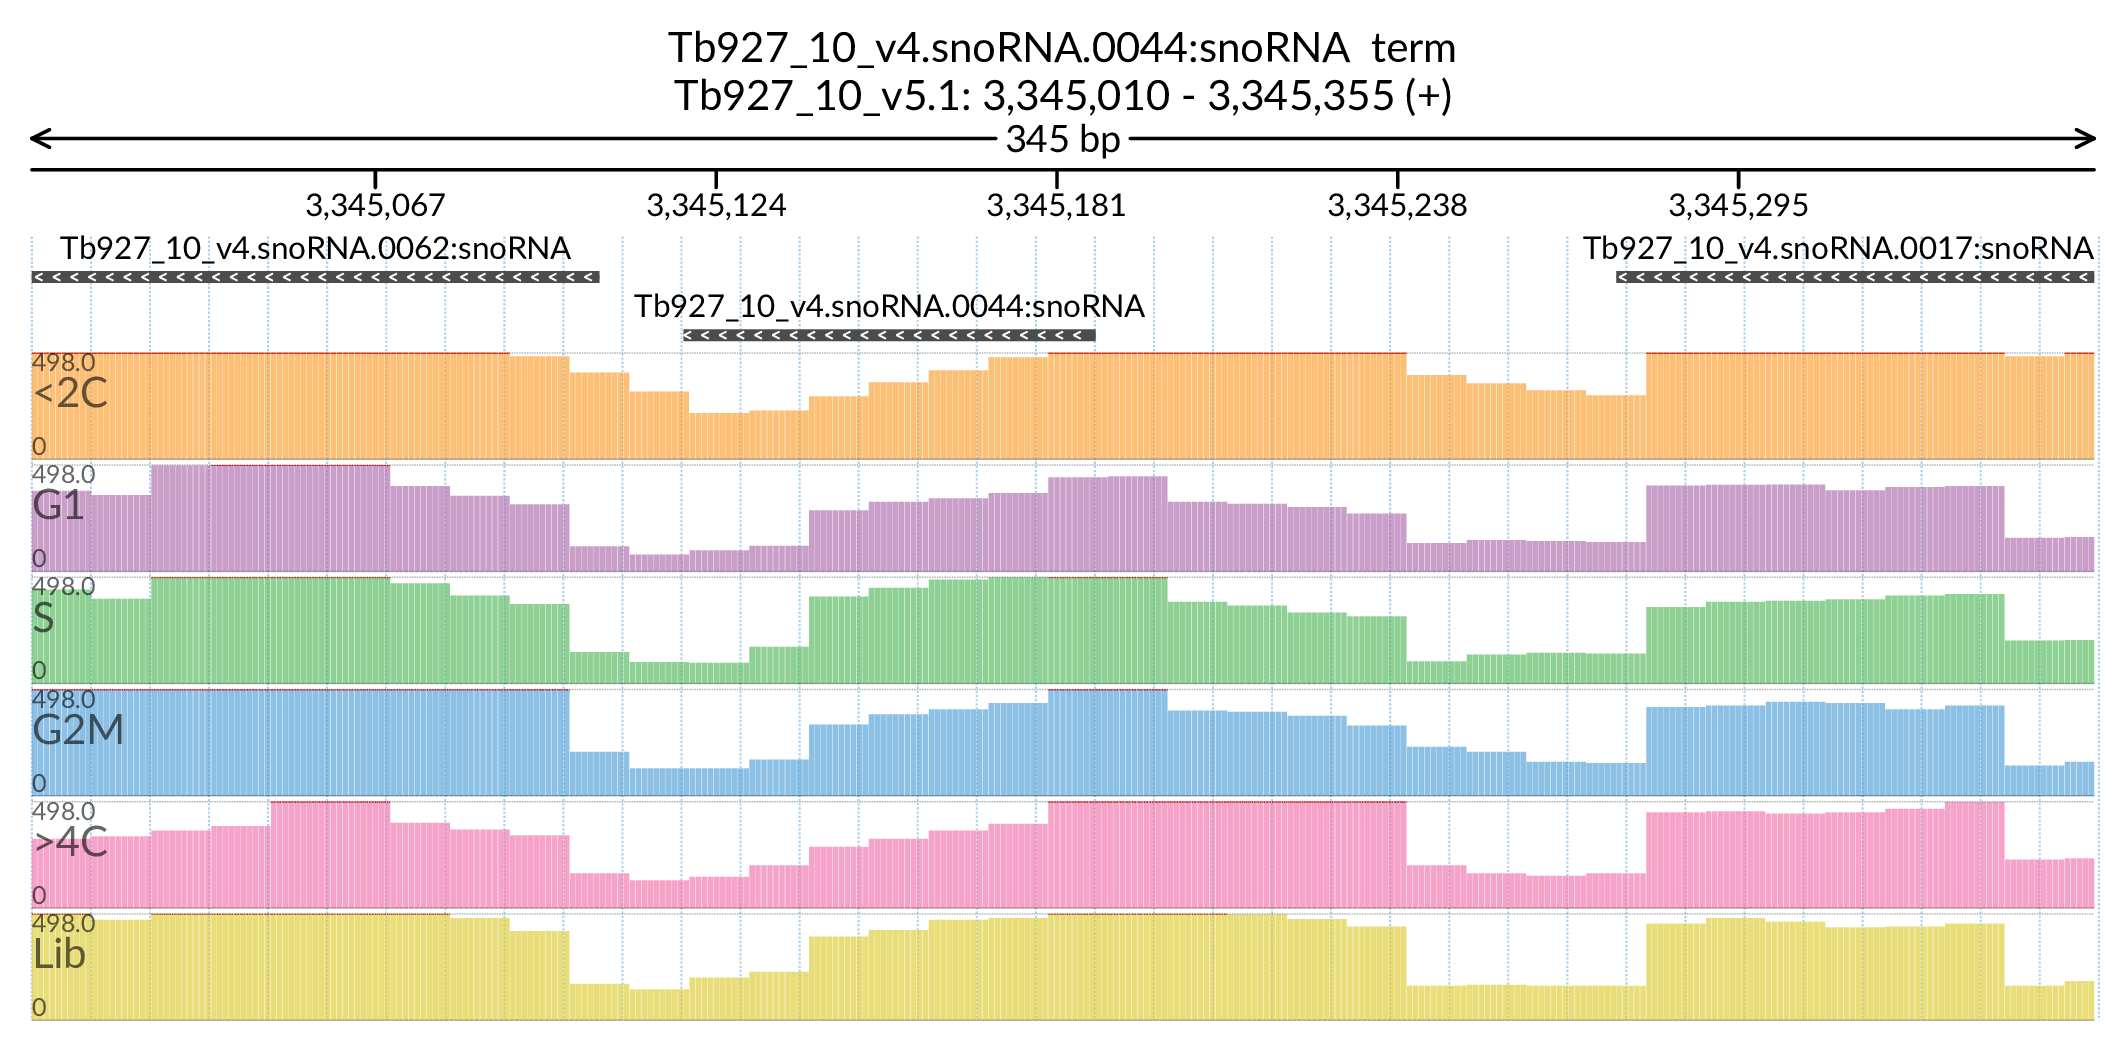 Tb927_10_v4.snoRNA.0044:snoRNA term
Tb927_10_v5.1: 3,345,010 - 3,345,355 (+)
345 bp
3,345,067 3,345,124 3,345,181 3,345,238 3,345,295
Tb927_10_v4.snoRNA.0062:snoRNA Tb927_10_v4.snoRNA.0017:snoRNA
Tb927_10_v4.snoRNA.0044:snoRNA
498.0
<2C
0
498.0
G1
0
498.0
S
0
498.0
G2M
0
498.0
>4C
0
498.0
Lib
0